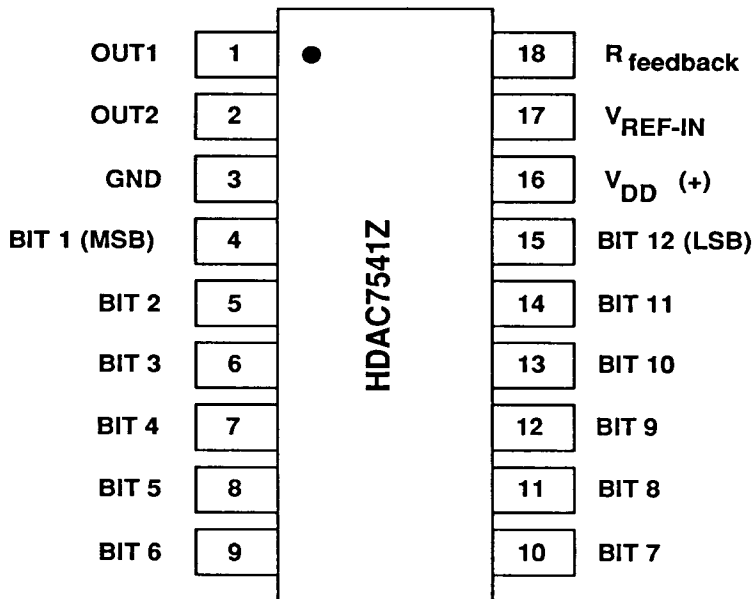 OUT1 1 18 R feedback
OUT2 2 17 VREF-IN
GND 3 16 VDD (+)
BIT 1 (MSB) 4 15 BIT 12 (LSB)
BIT 2 5 14 BIT 11
BIT 3 6 13 BIT 10
BIT 4 7 12 BIT 9
BIT 5 8 11 BIT 8
BIT 6 9 10 BIT 7
HDAC7541Z